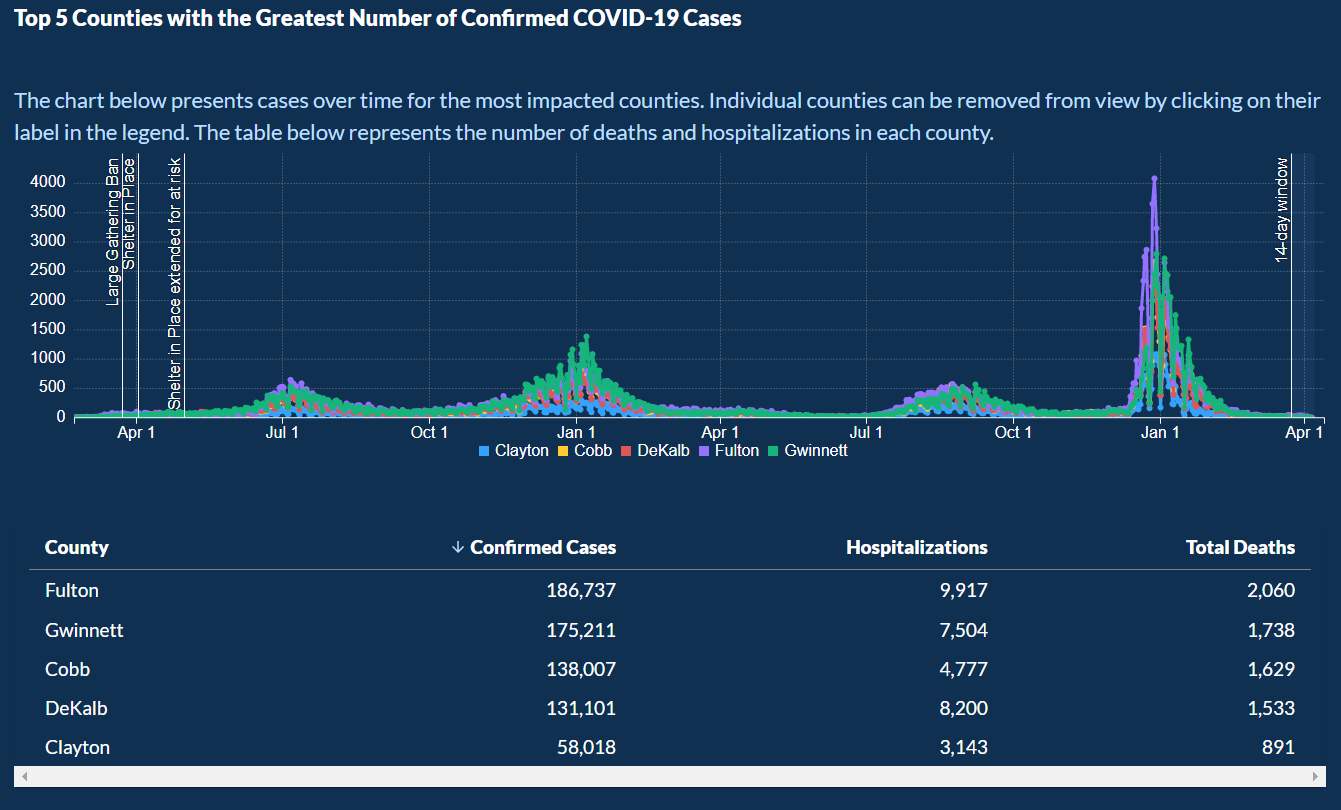 Top 5 Counties with the Greatest Number of Confirmed COVID-19 Cases
The chart below presents cases over time for the most impacted counties. Individual counties can be removed from view by clicking on their
label in the legend. The table below represents the number of deaths and hospitalizations in each county.
4000
3500
3000
2500
2000
1500
1000
500
0
Large Gathering Ban
Shelter in Place
Shelter in Place extended for at risk
14-day window
Apr 1 Jul 1 Oct 1 Jan 1 Apr 1 Jul 1 Oct 1 Jan 1 Apr 1
Clayton Cobb DeKalb Fulton Gwinnett
County ↓ Confirmed Cases Hospitalizations Total Deaths
Fulton 186,737 9,917 2,060
Gwinnett 175,211 7,504 1,738
Cobb 138,007 4,777 1,629
DeKalb 131,101 8,200 1,533
Clayton 58,018 3,143 891